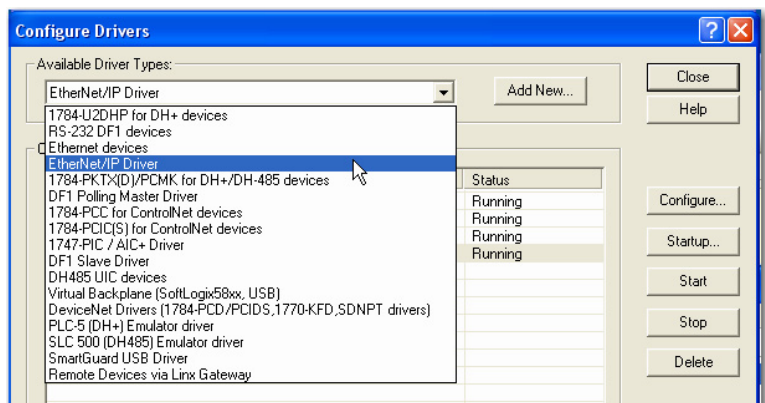 Configure Drivers
Available Driver Types:
EtherNet/IP Driver
Add New...
Close
Help
1784-U2DHP for DH+ devices
RS-232 DF1 devices
Ethernet devices
EtherNet/IP Driver
1784-PKTX(D)/PCMK for DH+/DH-485 devices
DF1 Polling Master Driver
1784-PCC for ControlNet devices
1784-PCIC(S) for ControlNet devices
1747-PIC / AIC+ Driver
DF1 Slave Driver
DH485 UIC devices
Virtual Backplane (SoftLogix58xx, USB)
DeviceNet Drivers (1784-PCD/PCIDS,1770-KFD,SDNPT drivers)
PLC-5 (DH+) Emulator driver
SLC 500 (DH485) Emulator driver
SmartGuard USB Driver
Remote Devices via Linx Gateway
Status
Running
Running
Running
Running
Configure...
Startup...
Start
Stop
Delete